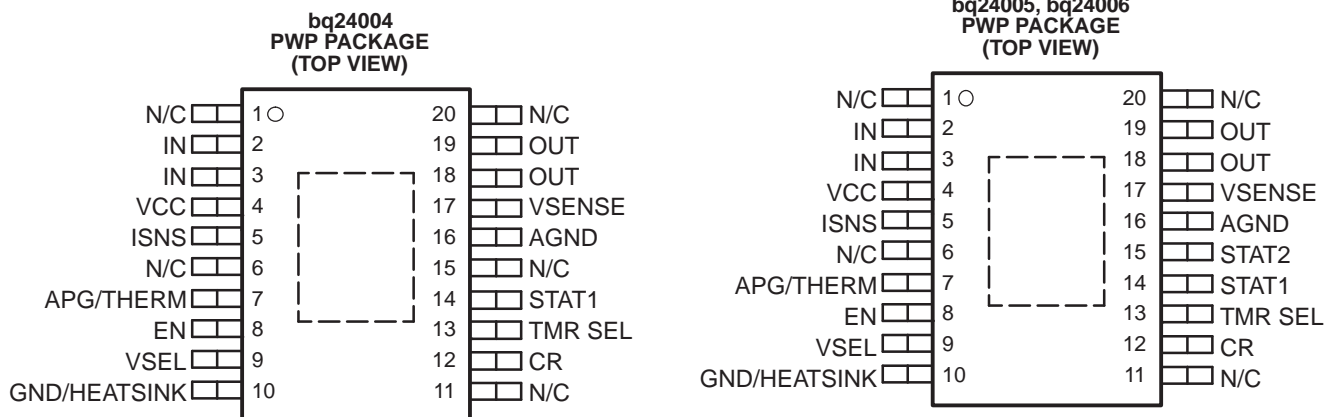 bq24004
PWP PACKAGE
(TOP VIEW)
N/C 1 20 N/C
IN 2 19 OUT
IN 3 18 OUT
VCC 4 17 VSENSE
ISNS 5 16 AGND
N/C 6 15 N/C
APG/THERM 7 14 STAT1
EN 8 13 TMR SEL
VSEL 9 12 CR
GND/HEATSINK 10 11 N/C
bq24005, bq24006
PWP PACKAGE
(TOP VIEW)
N/C 1 20 N/C
IN 2 19 OUT
IN 3 18 OUT
VCC 4 17 VSENSE
ISNS 5 16 AGND
N/C 6 15 STAT2
APG/THERM 7 14 STAT1
EN 8 13 TMR SEL
VSEL 9 12 CR
GND/HEATSINK 10 11 N/C